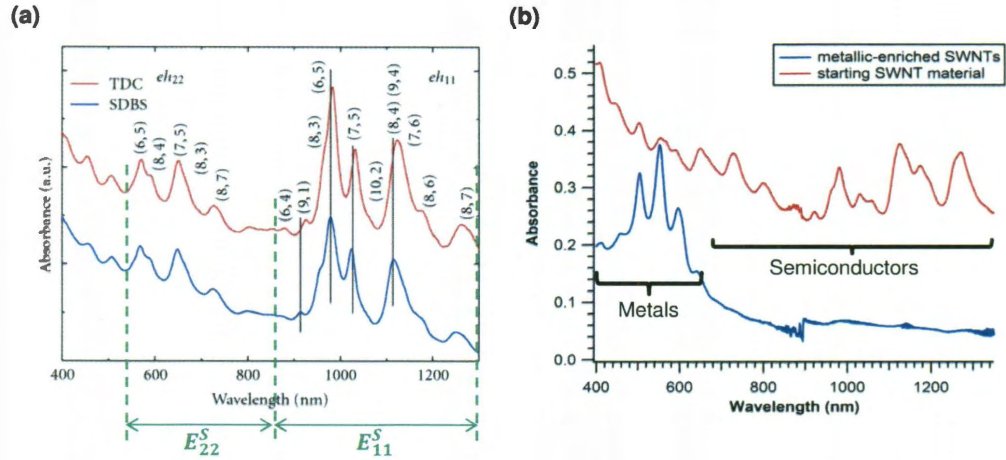 (a)
eh22
eh11
TDC
SDBS
(6, 5)
(8, 4)
(7, 5)
(8, 3)
(8, 7)
(6, 4)
(9, 1)
(8, 3)
(6, 5)
(7, 5)
(10, 2)
(8, 4) (9, 4)
(7, 6)
(8, 6)
(8, 7)
Absorbance (a.u.)
400
600
800
1000
1200
Wavelength (nm)
E^S_22
E^S_11
(b)
metallic-enriched SWNTs
starting SWNT material
0.5
0.4
0.3
0.2
0.1
0.0
Absorbance
Semiconductors
Metals
400
500
600
700
800
1000
1200
Wavelength (nm)